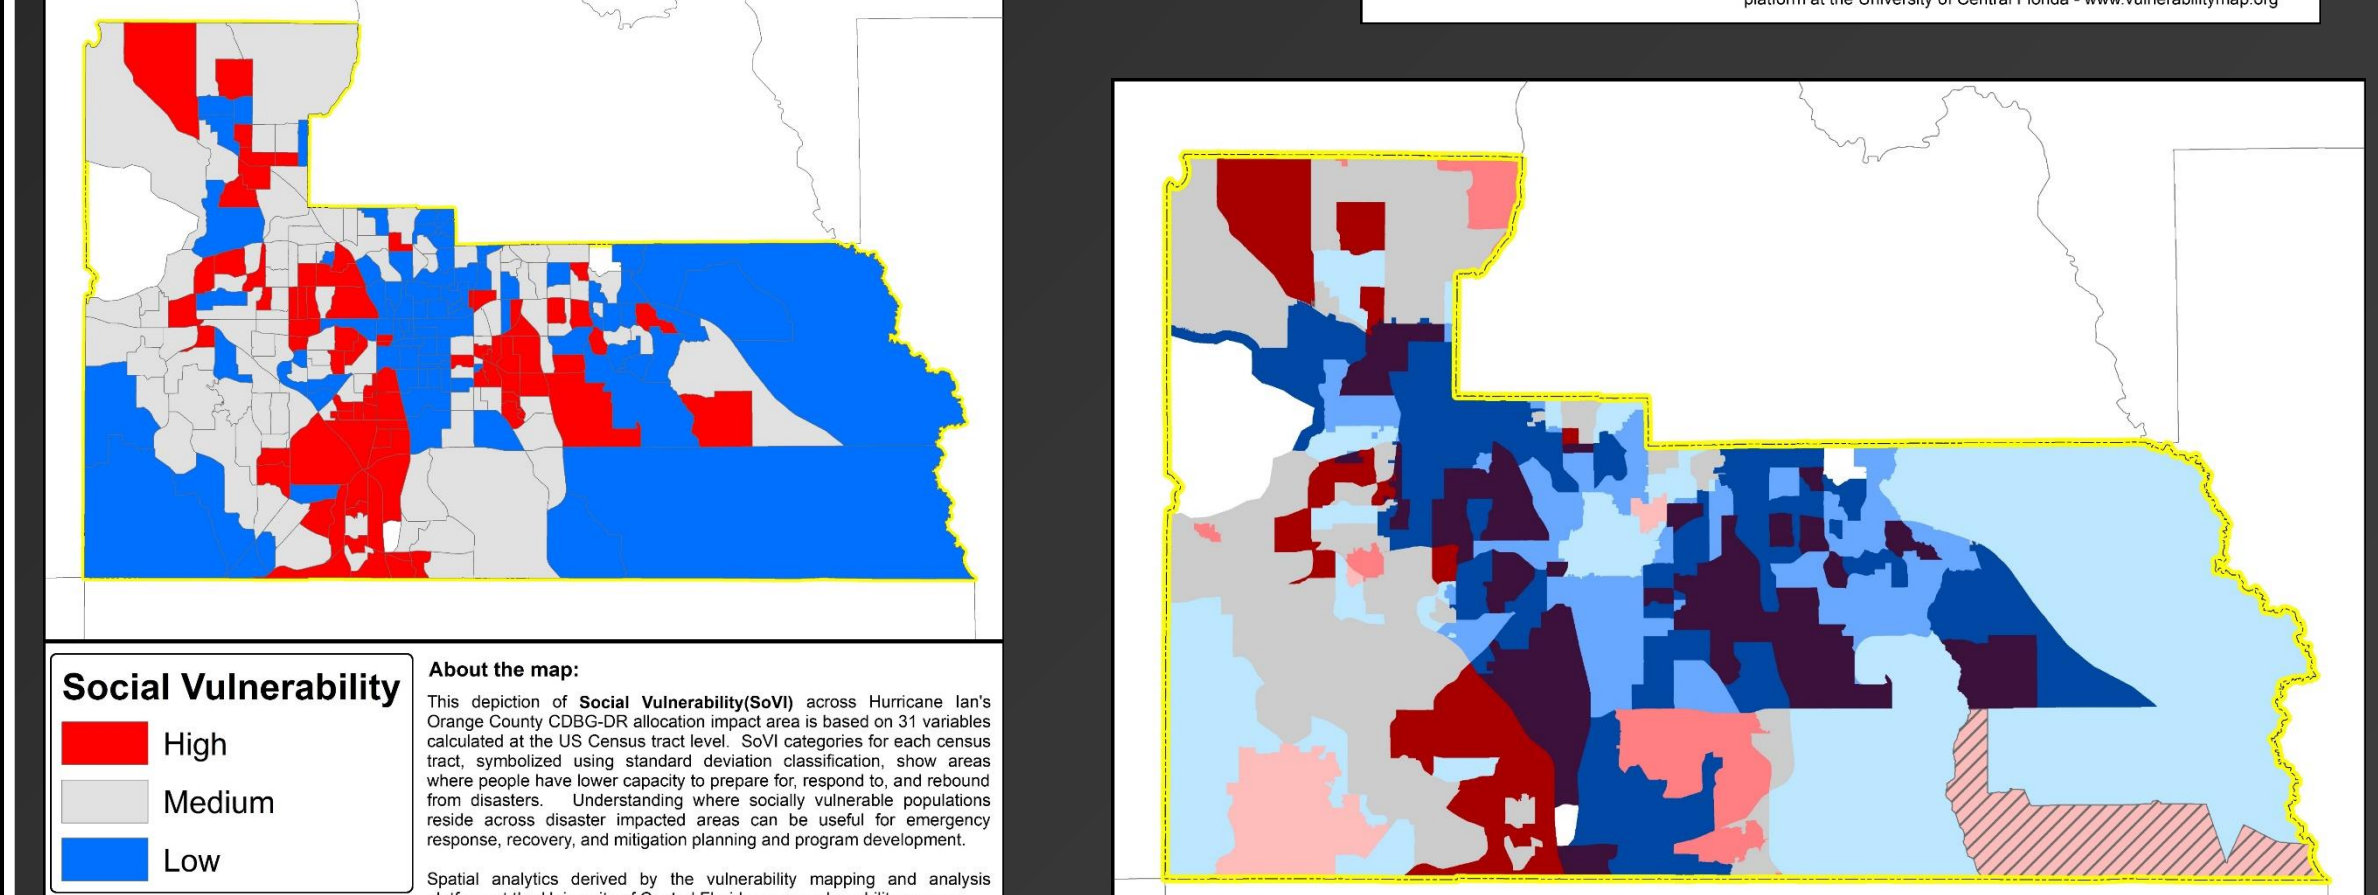 platform at the University of Central Florida - www.vulnerabilitymap.org
Social Vulnerability
High
Medium
Low
About the map:
This depiction of Social Vulnerability(SoVI) across Hurricane Ian's
Orange County CDBG-DR allocation impact area is based on 31 variables
calculated at the US Census tract level. SoVI categories for each census
tract, symbolized using standard deviation classification, show areas
where people have lower capacity to prepare for, respond to, and rebound
from disasters. Understanding where socially vulnerable populations
reside across disaster impacted areas can be useful for emergency
response, recovery, and mitigation planning and program development.
Spatial analytics derived by the vulnerability mapping and analysis